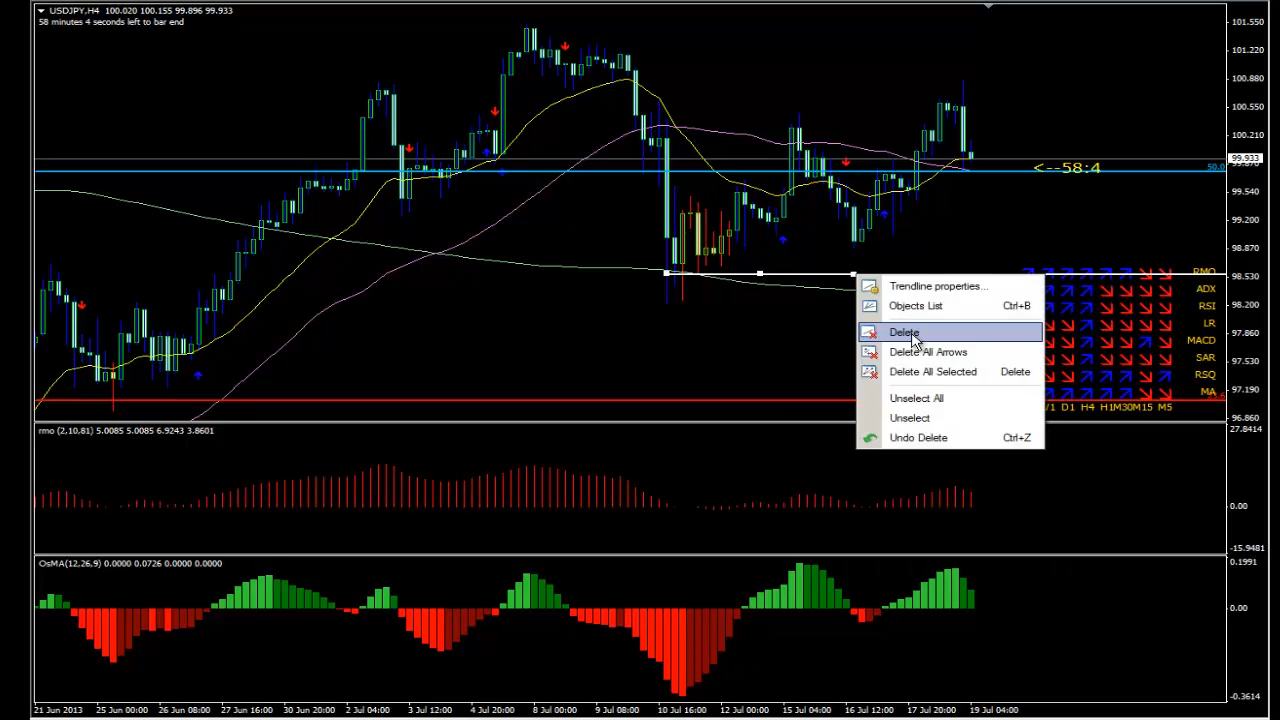 USDJPY,H4 100.020 100.155 99.896 99.933
58 minutes 4 seconds left to bar end
101.550
101.220
100.880
100.550
100.210
99.933
<--58:4
50.0
99.540
99.200
98.870
98.530
98.200
97.860
97.530
97.190
96.860
RMO
ADX
RSI
LR
MACD
SAR
RSQ
MA
D1 H4 H1 M30 M15 M5
Trendline properties...
Objects List Ctrl+B
Delete
Delete All Arrows
Delete All Selected Delete
Unselect All
Unselect
Undo Delete Ctrl+Z
rmo (2,10,81) 5.0085 5.0085 6.9243 3.8601
27.8414
0.00
-15.9481
OsMA(12,26,9) 0.0000 0.0726 0.0000 0.0000
0.1991
0.00
-0.3614
21 Jun 2013 25 Jun 00:00 26 Jun 08:00 27 Jun 16:00 30 Jun 20:00 2 Jul 04:00 3 Jul 12:00 4 Jul 20:00 8 Jul 00:00 9 Jul 08:00 10 Jul 16:00 12 Jul 00:00 15 Jul 04:00 16 Jul 12:00 17 Jul 20:00 19 Jul 04:00